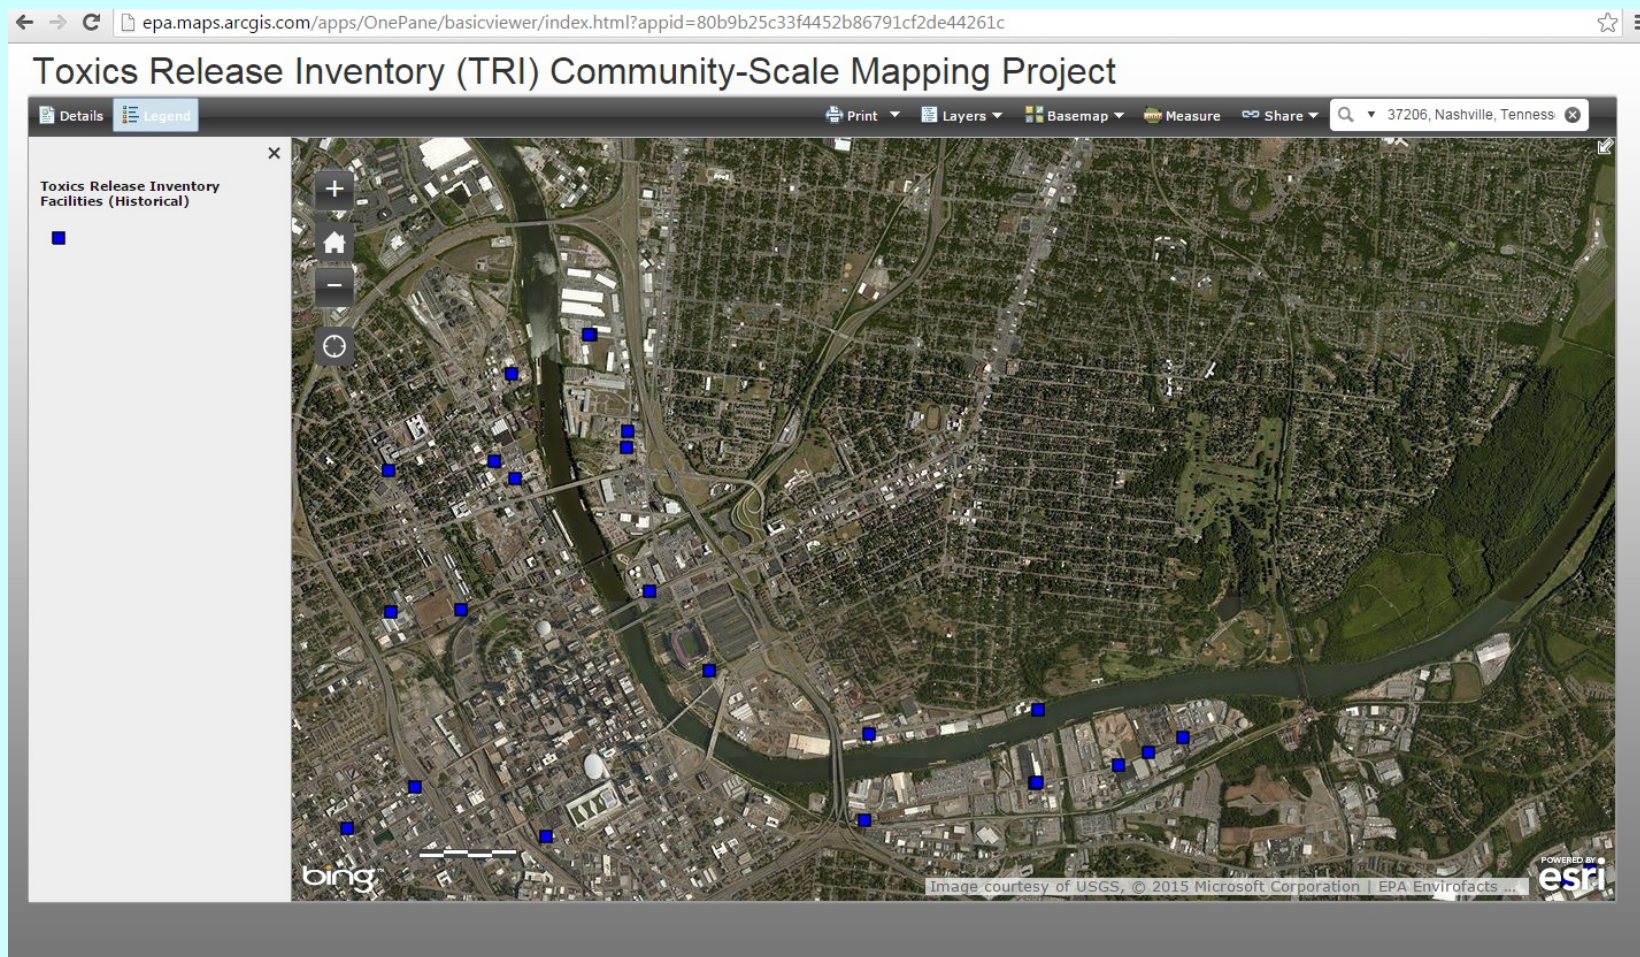 epa.maps.arcgis.com/apps/OnePane/basicviewer/index.html?appid=80b9b25c33f4452b86791cf2de44261c
Toxics Release Inventory (TRI) Community-Scale Mapping Project
Details Legend Print Layers Basemap Measure Share 37206, Nashville, Tenness
Toxics Release Inventory
Facilities (Historical)
bing
POWERED BY
esri
Image courtesy of USGS, © 2015 Microsoft Corporation | EPA Envirofacts ...